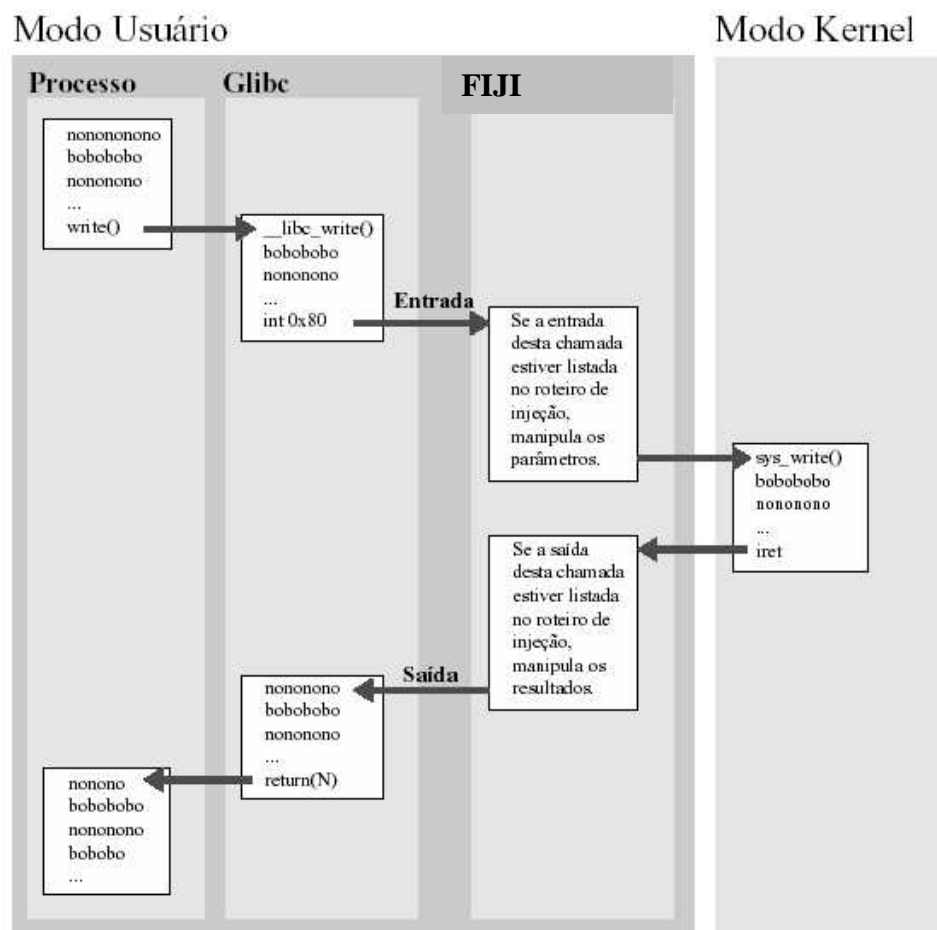 Modo Usuário
Modo Kernel
Processo
Glibc
FIJI
nonononono
bobobobo
nononono
...
write()
__libc_write()
bobobobo
nononono
...
int 0x80
Entrada
Se a entrada
desta chamada
estiver listada
no roteiro de
injeção,
manipula os
parâmetros.
sys_write()
bobobobo
nononono
...
iret
Se a saída
desta chamada
estiver listada
no roteiro de
injeção,
manipula os
resultados.
Saída
nononono
bobobobo
nononono
...
return(N)
nonono
bobobobo
nononono
bobobo
...